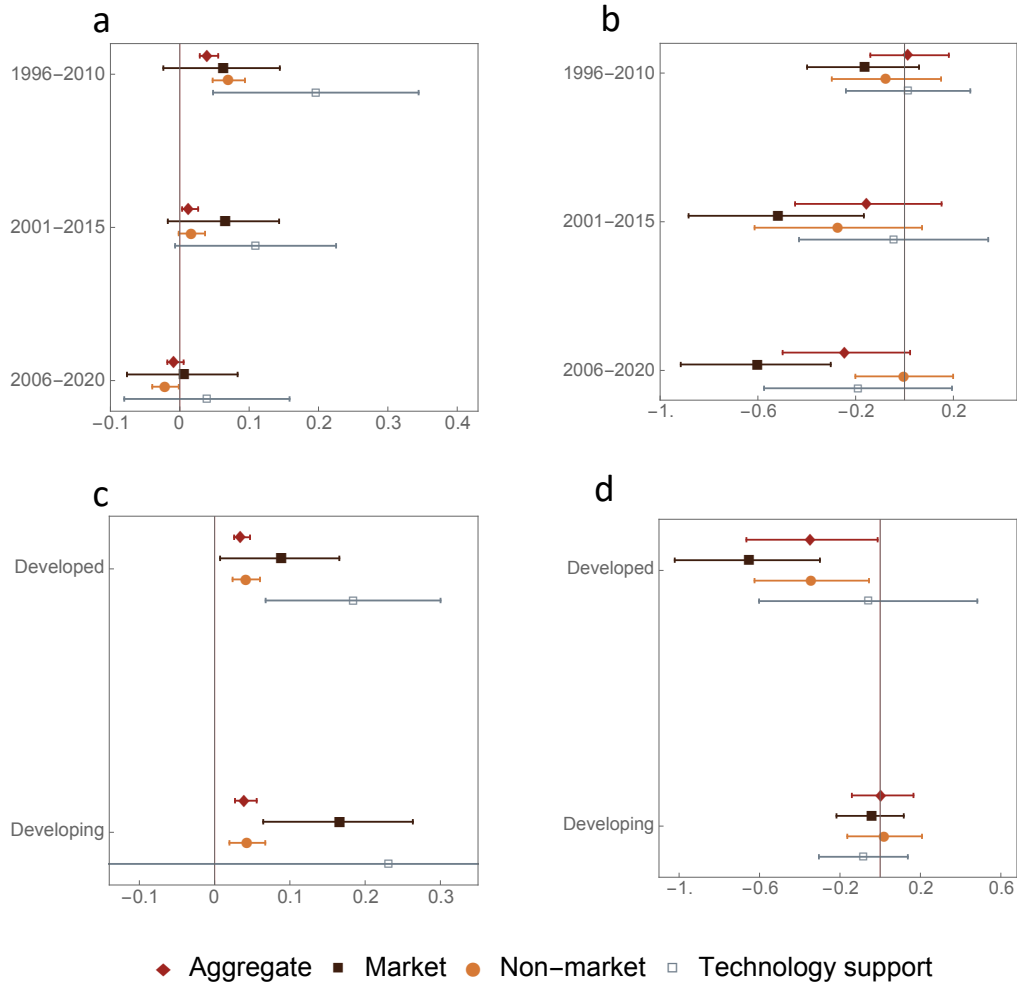 a
b
1996−2010
2001−2015
2006−2020
−0.1 0 0.1 0.2 0.3 0.4
1996−2010
2001−2015
2006−2020
−1. −0.6 −0.2 0.2
c
d
Developed
Developing
−0.1 0 0.1 0.2 0.3
Developed
Developing
−1. −0.6 −0.2 0.2 0.6
Aggregate Market Non−market Technology support